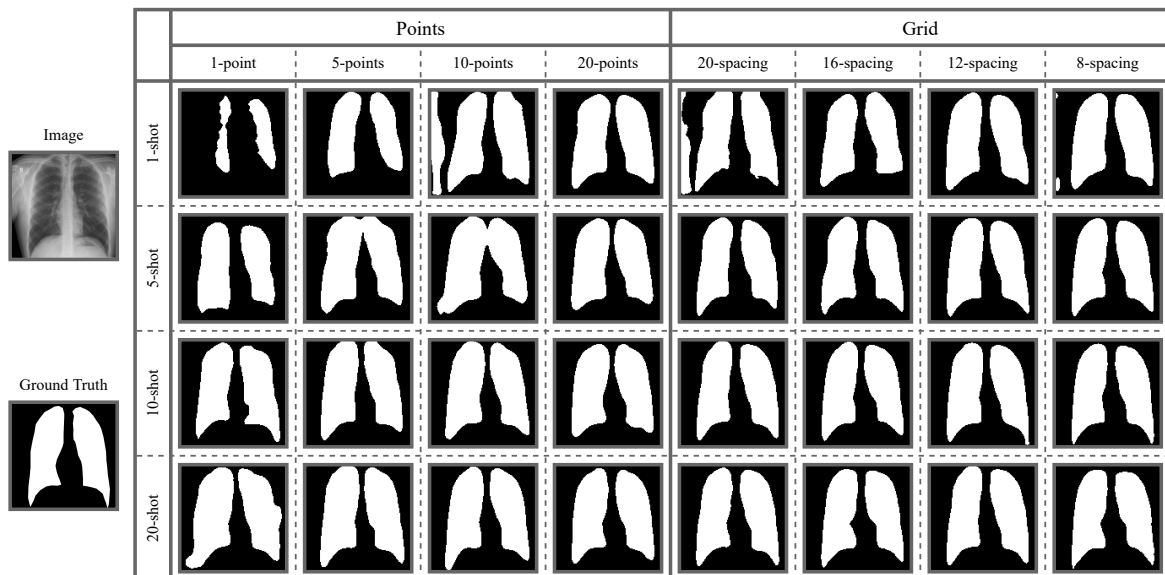 Points
Grid
1-point
5-points
10-points
20-points
20-spacing
16-spacing
12-spacing
8-spacing
Image
1-shot
5-shot
Ground Truth
10-shot
20-shot